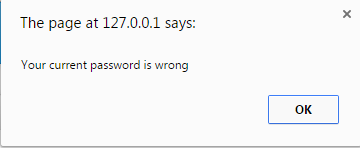 The page at 127.0.0.1 says:
Your current password is wrong
OK